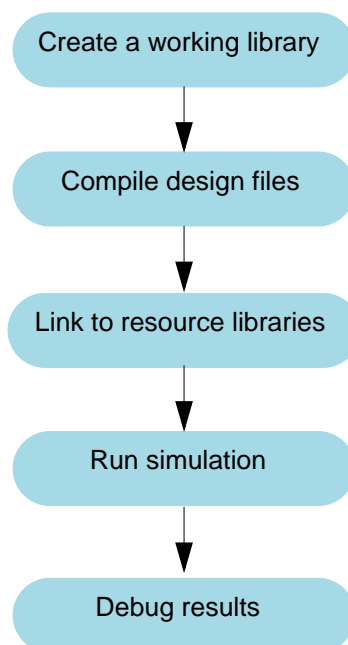 Create a working library
Compile design files
Link to resource libraries
Run simulation
Debug results